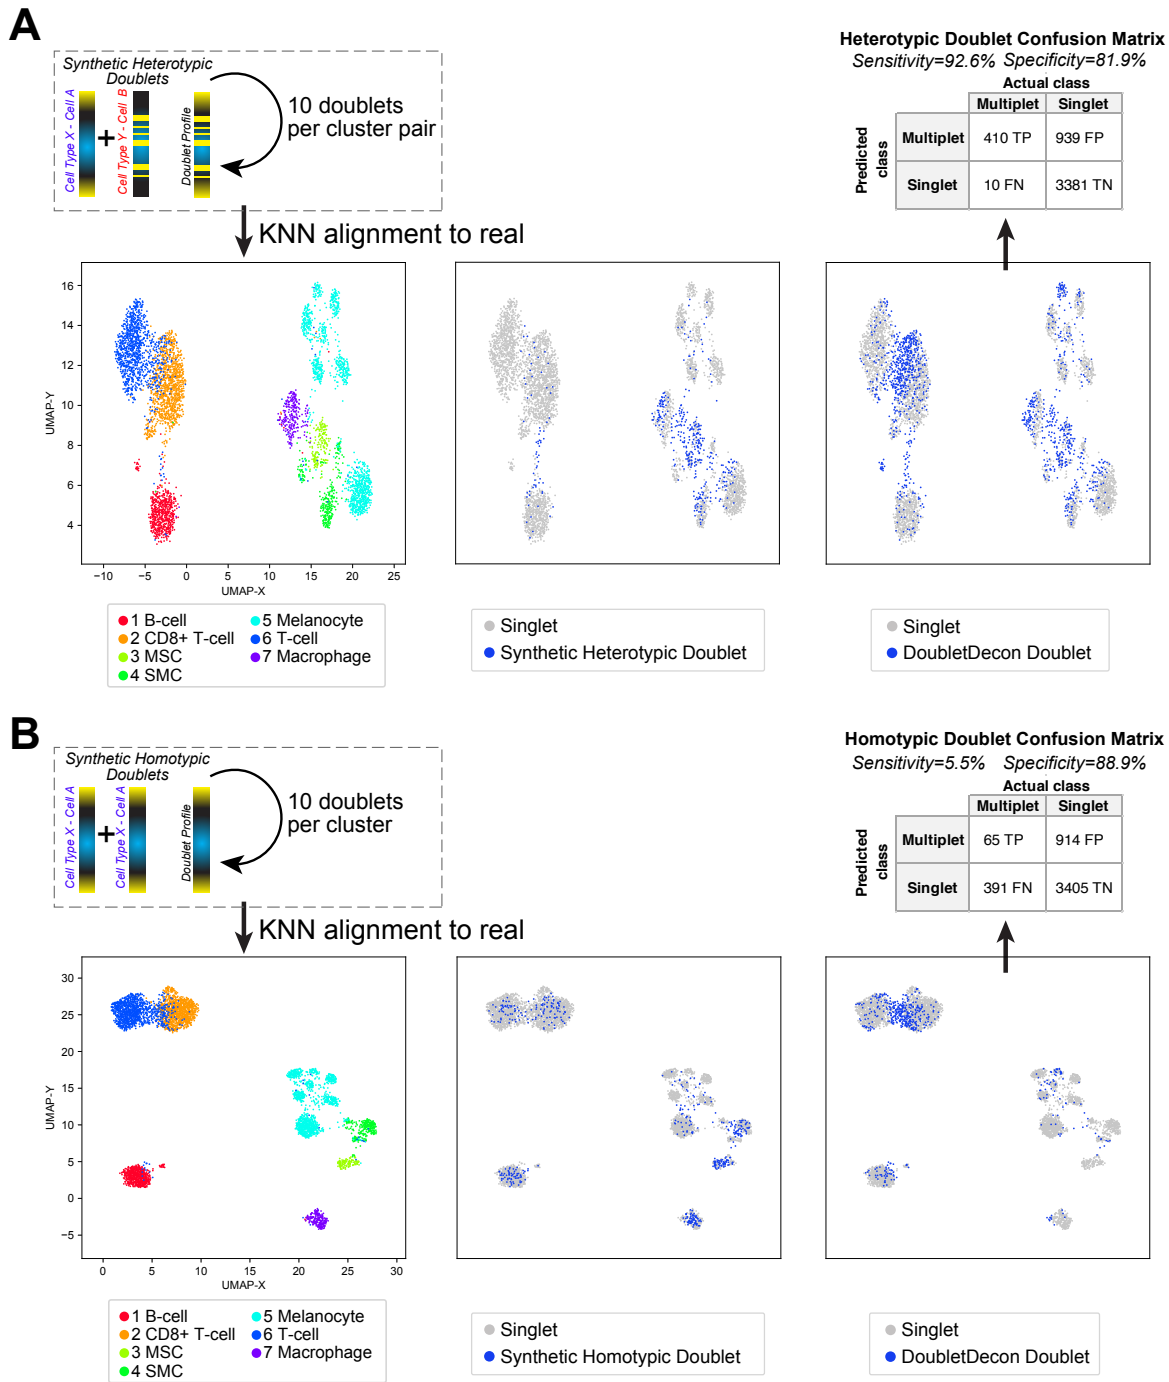 A
Synthetic Heterotypic
Doublets
Cell Type X - Cell A
+
Cell Type Y - Cell B
Doublet Profile
10 doublets
per cluster pair
Heterotypic Doublet Confusion Matrix
Sensitivity=92.6% Specificity=81.9%
Actual class
Multiplet Singlet
Predicted
class
Multiplet 410 TP 939 FP
Singlet 10 FN 3381 TN
KNN alignment to real
16
14
12
10
8
6
4
UMAP-Y
−10 −5 0 5 10 15 20 25
UMAP-X
1 B-cell
2 CD8+ T-cell
3 MSC
4 SMC
5 Melanocyte
6 T-cell
7 Macrophage
Singlet
Synthetic Heterotypic Doublet
Singlet
DoubletDecon Doublet
B
Synthetic Homotypic
Doublets
Cell Type X - Cell A
+
Cell Type X - Cell A
Doublet Profile
10 doublets
per cluster
Homotypic Doublet Confusion Matrix
Sensitivity=5.5% Specificity=88.9%
Actual class
Multiplet Singlet
Predicted
class
Multiplet 65 TP 914 FP
Singlet 391 FN 3405 TN
KNN alignment to real
30
25
20
15
10
5
0
−5
UMAP-Y
0 5 10 15 20 25 30
UMAP-X
1 B-cell
2 CD8+ T-cell
3 MSC
4 SMC
5 Melanocyte
6 T-cell
7 Macrophage
Singlet
Synthetic Homotypic Doublet
Singlet
DoubletDecon Doublet